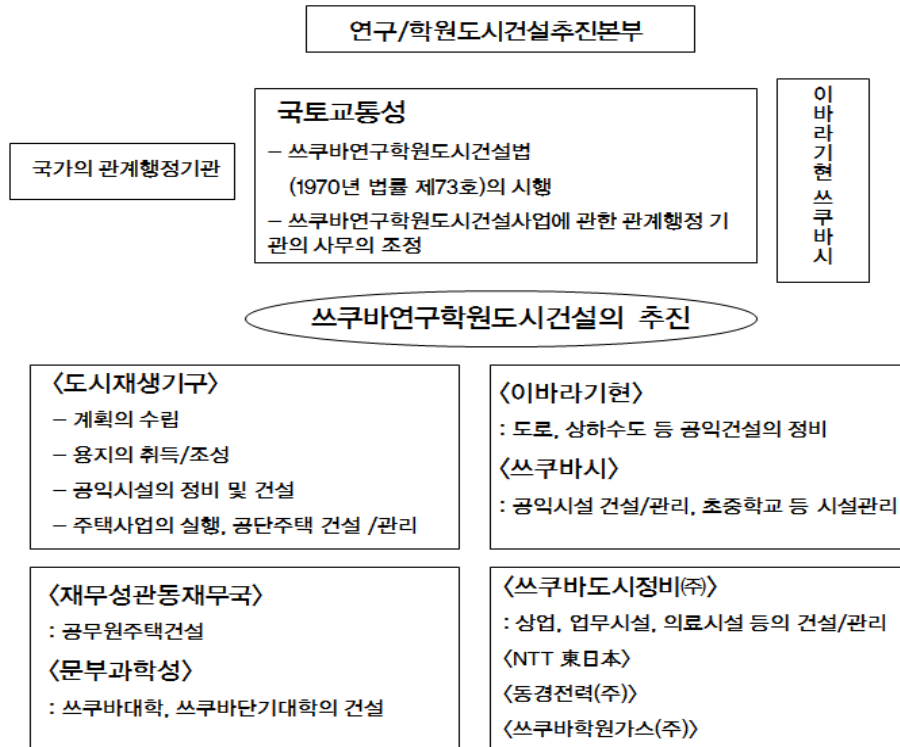 연구/학원도시건설추진본부
국가의 관계행정기관
국토교통성
– 쓰쿠바연구학원도시건설법
(1970년 법률 제73호)의 시행
– 쓰쿠바연구학원도시건설사업에 관한 관계행정 기
관의 사무의 조정
이바라기현 쓰쿠바시
쓰쿠바연구학원도시건설의 추진
〈도시재생기구〉
– 계획의 수립
– 용지의 취득/조성
– 공익시설의 정비 및 건설
– 주택사업의 실행, 공단주택 건설 /관리
〈이바라기현〉
: 도로, 상하수도 등 공익건설의 정비
〈쓰쿠바시〉
: 공익시설 건설/관리, 초중학교 등 시설관리
〈재무성관동재무국〉
: 공무원주택건설
〈문부과학성〉
: 쓰쿠바대학, 쓰쿠바단기대학의 건설
〈쓰쿠바도시정비㈜〉
: 상업, 업무시설, 의료시설 등의 건설/관리
〈NTT 東日本〉
〈동경전력(주)〉
〈쓰쿠바학원가스(주)〉